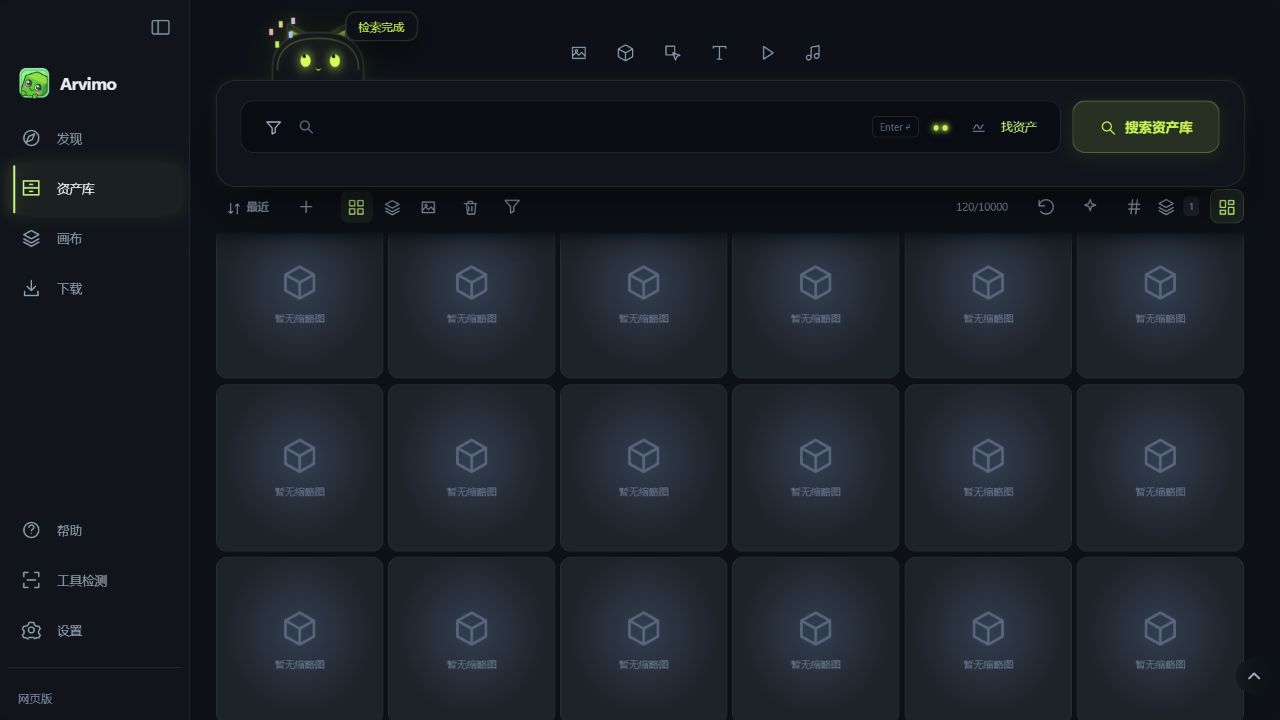 检索完成
Arvimo
发现
资产库
画布
下载
帮助
工具检测
设置
网页版
Enter ↵
找资产
搜索资产库
最近
120/10000
1
暂无缩略图 暂无缩略图 暂无缩略图 暂无缩略图 暂无缩略图 暂无缩略图
暂无缩略图 暂无缩略图 暂无缩略图 暂无缩略图 暂无缩略图 暂无缩略图
暂无缩略图 暂无缩略图 暂无缩略图 暂无缩略图 暂无缩略图 暂无缩略图